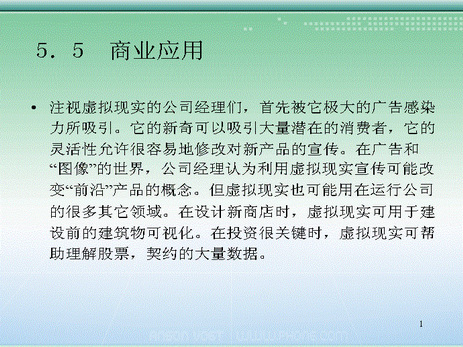 5．5　商业应用
• 注视虚拟现实的公司经理们，首先被它极大的广告感染
力所吸引。它的新奇可以吸引大量潜在的消费者，它的
灵活性允许很容易地修改对新产品的宣传。在广告和
“图像”的世界，公司经理认为利用虚拟现实宣传可能改
变“前沿”产品的概念。但虚拟现实也可能用在运行公司
的很多其它领域。在设计新商店时，虚拟现实可用于建
设前的建筑物可视化。在投资很关键时，虚拟现实可帮
助理解股票，契约的大量数据。
1